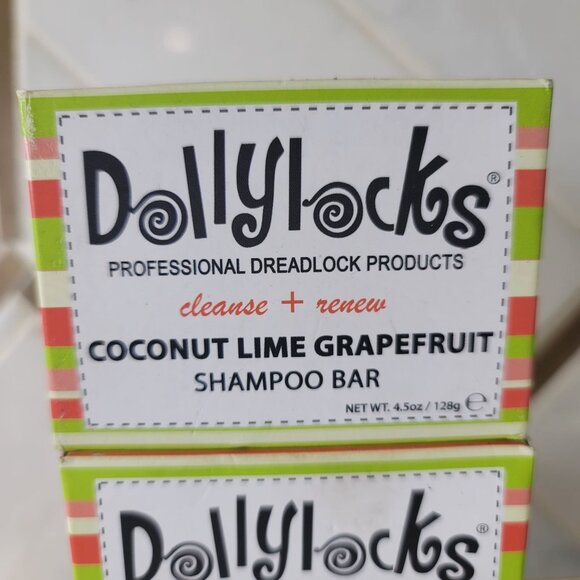 Dollylocks®
PROFESSIONAL DREADLOCK PRODUCTS
cleanse + renew
COCONUT LIME GRAPEFRUIT
SHAMPOO BAR
NET WT. 4.5oz / 128g ℮
Dollylocks®